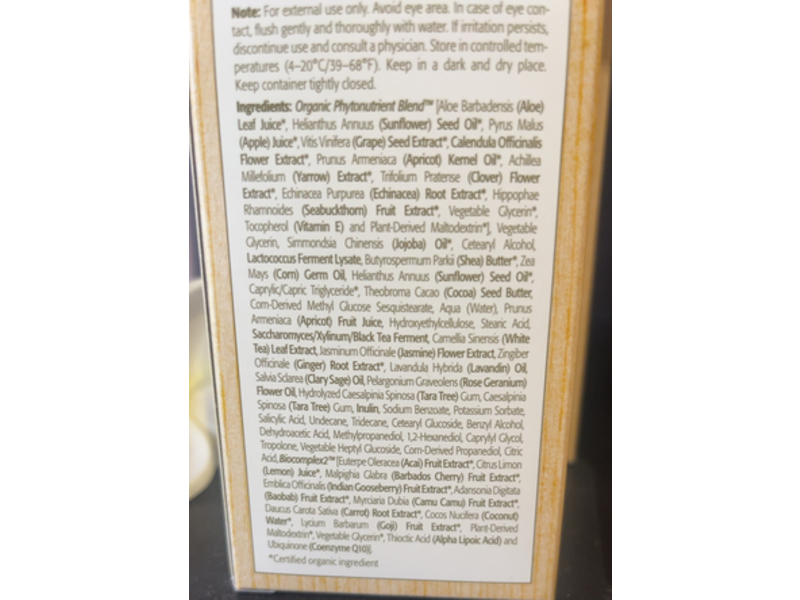 Note: For external use only. Avoid eye area. In case of eye con-
tact, flush gently and thoroughly with water. If irritation persists,
discontinue use and consult a physician. Store in controlled tem-
peratures (4–20°C/39–68°F). Keep in a dark and dry place.
Keep container tightly closed.
Ingredients: Organic Phytonutrient Blend™ [Aloe Barbadensis (Aloe)
Leaf Juice*, Helianthus Annuus (Sunflower) Seed Oil*, Pyrus Malus
(Apple) Juice*, Vitis Vinifera (Grape) Seed Extract*, Calendula Officinalis
Flower Extract*, Prunus Armeniaca (Apricot) Kernel Oil*, Achillea
Millefolium (Yarrow) Extract*, Trifolium Pratense (Clover) Flower
Extract*, Echinacea Purpurea (Echinacea) Root Extract*, Hippophae
Rhamnoides (Seabuckthorn) Fruit Extract*, Vegetable Glycerin*,
Tocopherol (Vitamin E) and Plant-Derived Maltodextrin*], Vegetable
Glycerin, Simmondsia Chinensis (Jojoba) Oil*, Cetearyl Alcohol,
Lactococcus Ferment Lysate, Butyrospermum Parkii (Shea) Butter*, Zea
Mays (Corn) Germ Oil, Helianthus Annuus (Sunflower) Seed Oil*,
Caprylic/Capric Triglyceride*, Theobroma Cacao (Cocoa) Seed Butter,
Corn-Derived Methyl Glucose Sesquistearate, Aqua (Water), Prunus
Armeniaca (Apricot) Fruit Juice, Hydroxyethylcellulose, Stearic Acid,
Saccharomyces/Xylinum/Black Tea Ferment, Camellia Sinensis (White
Tea) Leaf Extract, Jasminum Officinale (Jasmine) Flower Extract, Zingiber
Officinale (Ginger) Root Extract*, Lavandula Hybrida (Lavandin) Oil,
Salvia Sclarea (Clary Sage) Oil, Pelargonium Graveolens (Rose Geranium)
Flower Oil, Hydrolyzed Caesalpinia Spinosa (Tara Tree) Gum, Caesalpinia
Spinosa (Tara Tree) Gum, Inulin, Sodium Benzoate, Potassium Sorbate,
Salicylic Acid, Undecane, Tridecane, Cetearyl Glucoside, Benzyl Alcohol,
Dehydroacetic Acid, Methylpropanediol, 1,2-Hexanediol, Caprylyl Glycol,
Tropolone, Vegetable Heptyl Glucoside, Corn-Derived Propanediol, Citric
Acid, Biocomplex2™ [Euterpe Oleracea (Acai) Fruit Extract*, Citrus Limon
(Lemon) Juice*, Malpighia Glabra (Barbados Cherry) Fruit Extract*,
Emblica Officinalis (Indian Gooseberry) Fruit Extract*, Adansonia Digitata
(Baobab) Fruit Extract*, Myrciaria Dubia (Camu Camu) Fruit Extract*,
Daucus Carota Sativa (Carrot) Root Extract*, Cocos Nucifera (Coconut)
Water*, Lycium Barbarum (Goji) Fruit Extract*, Plant-Derived
Maltodextrin*, Vegetable Glycerin*, Thioctic Acid (Alpha Lipoic Acid) and
Ubiquinone (Coenzyme Q10)].
*Certified organic ingredient